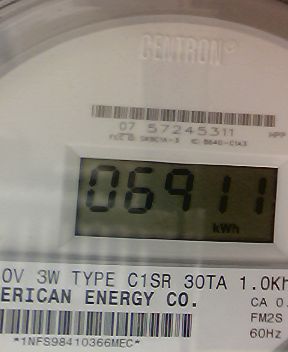 CENTRON®
07 57245311
06911
kWh
0V 3W TYPE C1SR 30TA 1.0Kh
ERICAN ENERGY CO.
CA 0.
FM2S
60Hz
*1NFS98410366MEC*